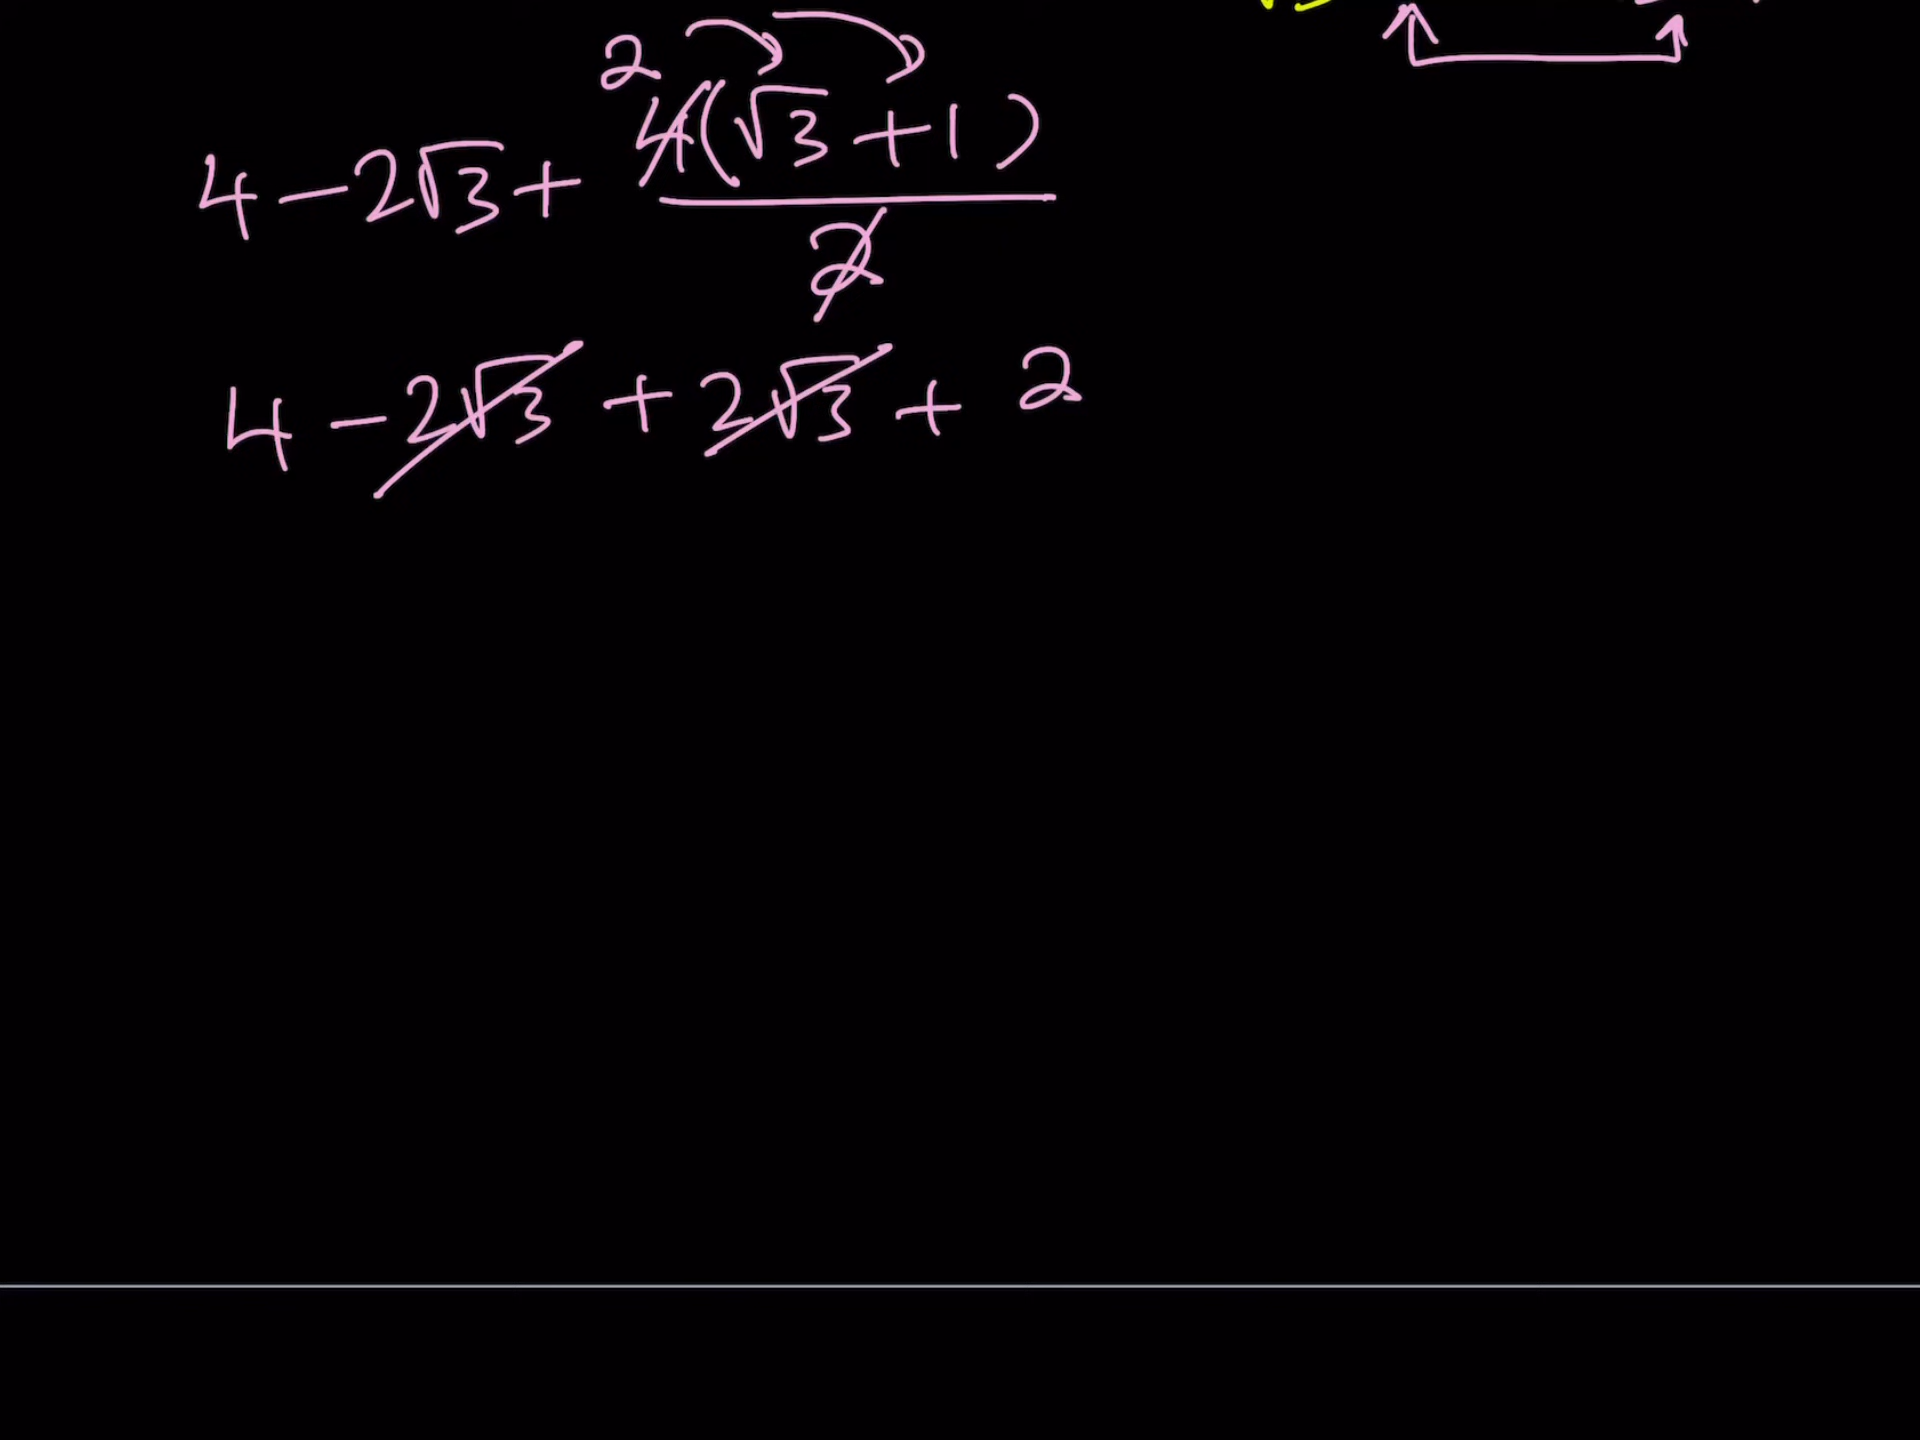 4 - 2√3 + 2 4(√3 + 1) / 2
4 - 2√3 + 2√3 + 2